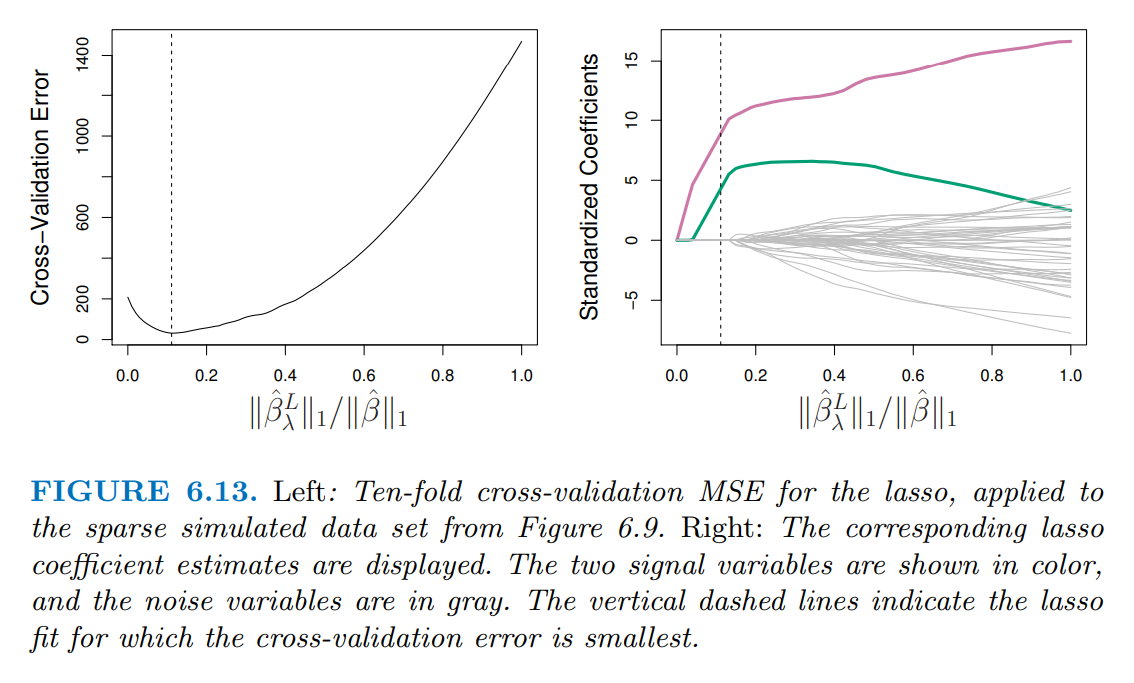 Cross−Validation Error
0 200 600 1000 1400
0.0 0.2 0.4 0.6 0.8 1.0
‖β̂ᴸ_λ‖₁/‖β̂‖₁
Standardized Coefficients
−5 0 5 10 15
0.0 0.2 0.4 0.6 0.8 1.0
‖β̂ᴸ_λ‖₁/‖β̂‖₁
FIGURE 6.13. Left: Ten-fold cross-validation MSE for the lasso, applied to
the sparse simulated data set from Figure 6.9. Right: The corresponding lasso
coefficient estimates are displayed. The two signal variables are shown in color,
and the noise variables are in gray. The vertical dashed lines indicate the lasso
fit for which the cross-validation error is smallest.